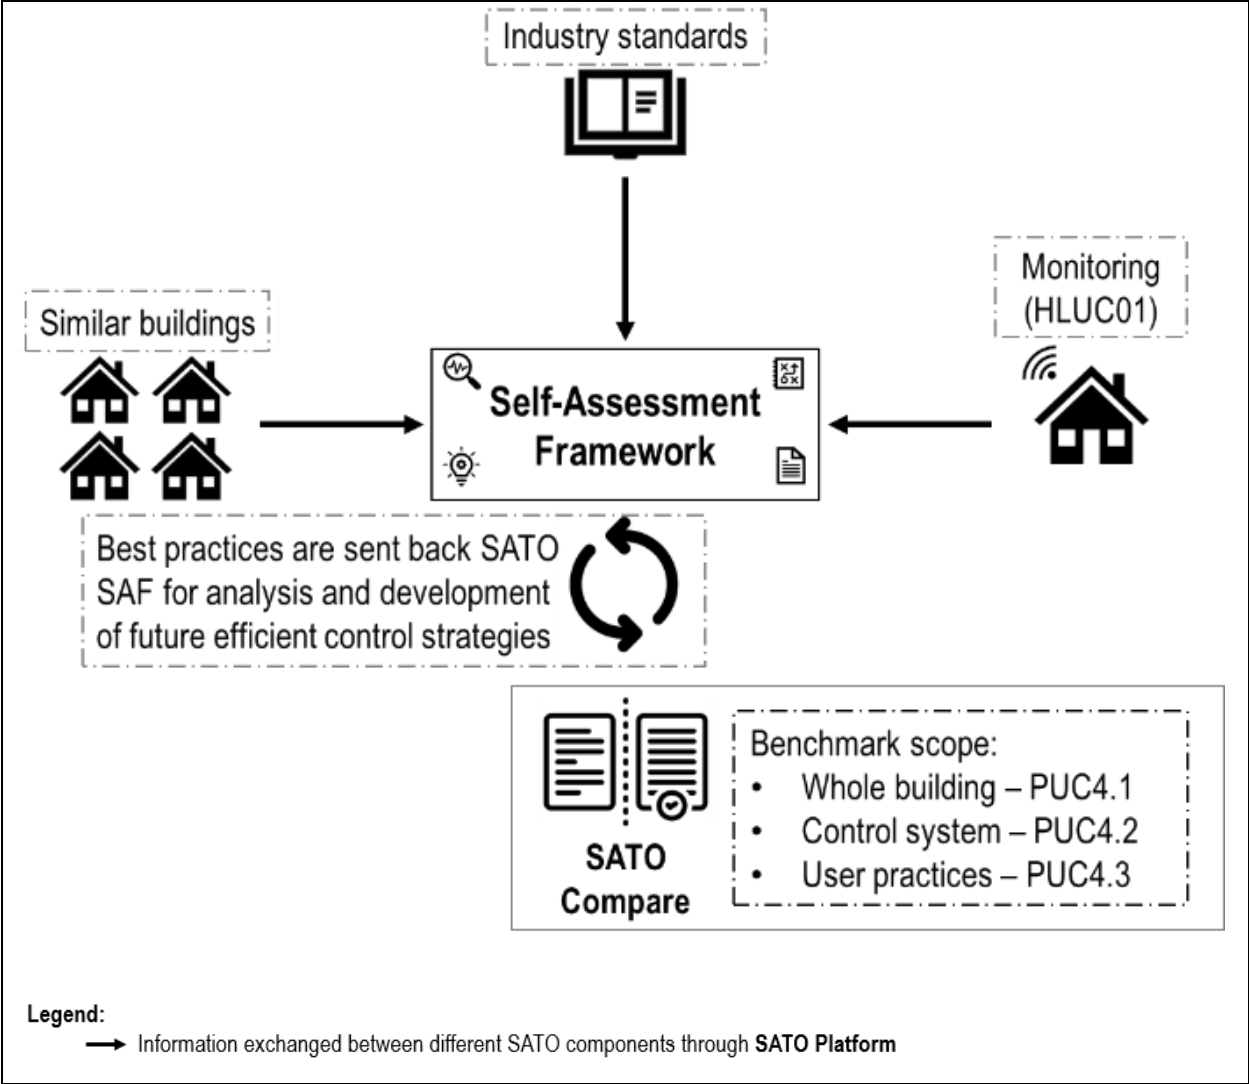 Industry standards
Monitoring
(HLUC01)
Similar buildings
Self-Assessment
Framework
Best practices are sent back SATO
SAF for analysis and development
of future efficient control strategies
Benchmark scope:
• Whole building – PUC4.1
• Control system – PUC4.2
• User practices – PUC4.3
SATO
Compare
Legend:
Information exchanged between different SATO components through SATO Platform